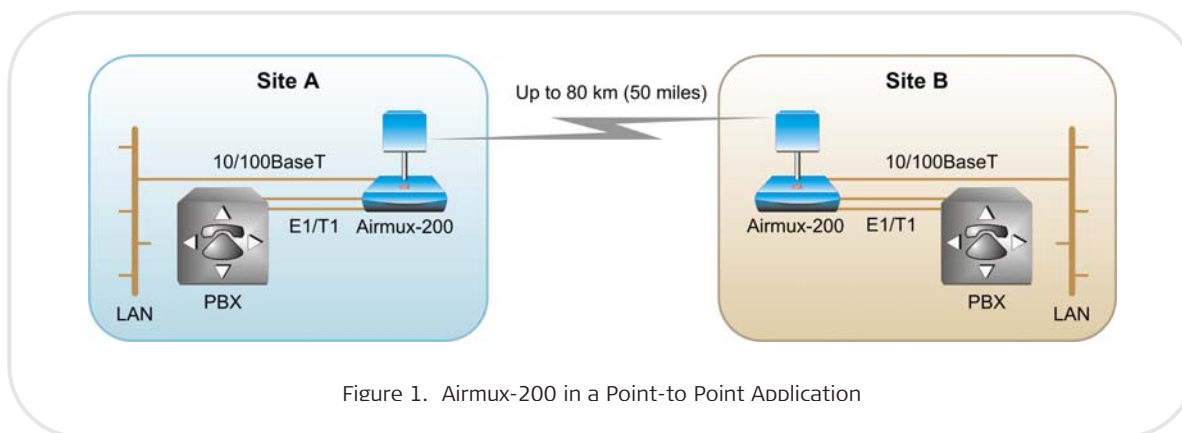 Site A
Up to 80 km (50 miles)
Site B
10/100BaseT
10/100BaseT
E1/T1
Airmux-200
Airmux-200
E1/T1
PBX
PBX
LAN
LAN
Figure 1. Airmux-200 in a Point-to Point Application